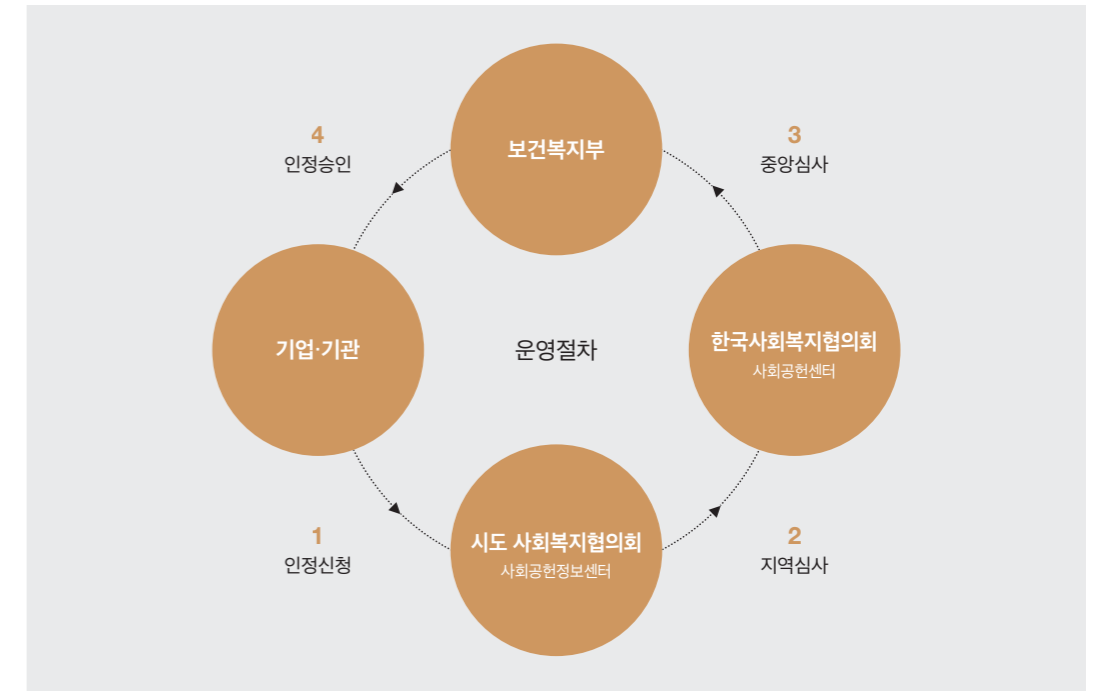 보건복지부
4
인정승인
3
중앙심사
기업·기관
운영절차
한국사회복지협의회
사회공헌센터
시도 사회복지협의회
사회공헌정보센터
1
인정신청
2
지역심사